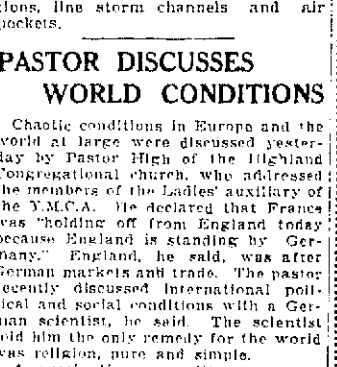 tions, line storm channels and air
pockets.
PASTOR DISCUSSES
WORLD CONDITIONS
Chaotic conditions in Europe and the
world at large were discussed yester-
day by Pastor High of the Highland
Congregational church, who addressed
the members of the Ladies' auxiliary of
the Y.M.C.A. He declared that France
was "holding off from England today
because England is standing by Ger-
many." England, he said, was after
German markets and trade. The pastor
recently discussed international polit-
ical and social conditions with a Ger-
man scientist, he said. The scientist
told him the only remedy for the world
was religion, pure and simple.